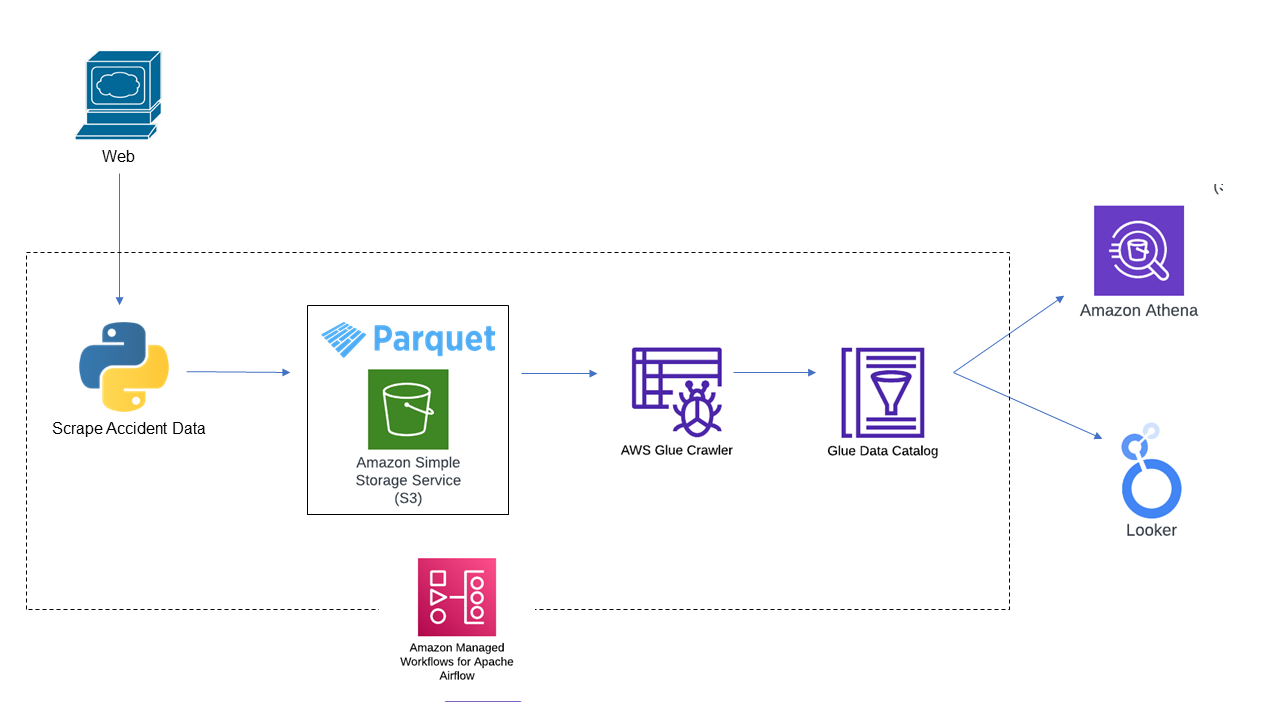 Web
Scrape Accident Data
Parquet
Amazon Simple
Storage Service
(S3)
AWS Glue Crawler
Glue Data Catalog
Amazon Athena
Looker
Amazon Managed
Workflows for Apache
Airflow